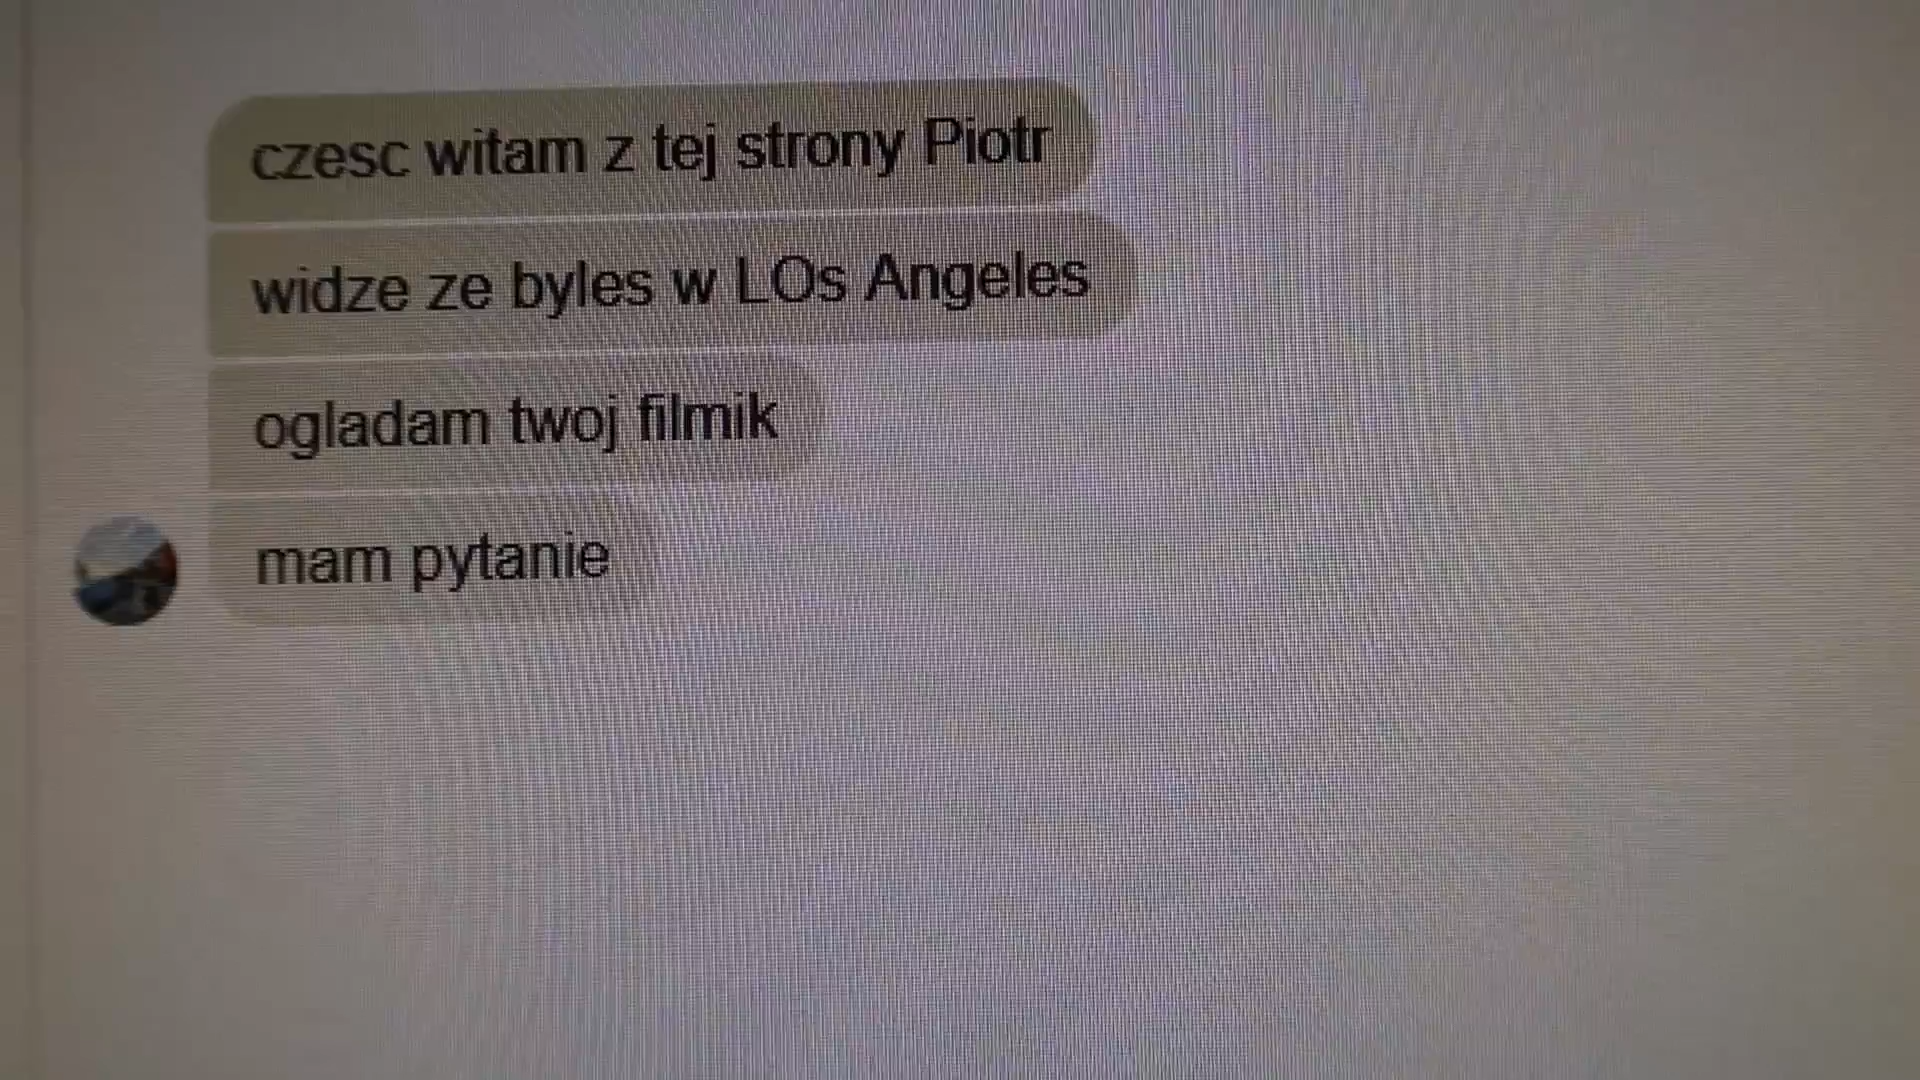 czesc witam z tej strony Piotr
widze ze byles w LOs Angeles
ogladam twoj filmik
mam pytanie